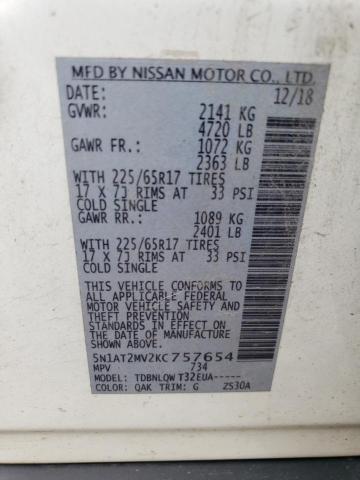 MFD BY NISSAN MOTOR CO., LTD.
DATE: 12/18
GVWR: 2141 KG
4720 LB
GAWR FR.: 1072 KG
2363 LB
WITH 225/65R17 TIRES
17 X 7J RIMS AT 33 PSI
COLD SINGLE
GAWR RR.: 1089 KG
2401 LB
WITH 225/65R17 TIRES
17 X 7J RIMS AT 33 PSI
COLD SINGLE
THIS VEHICLE CONFORMS TO
ALL APPLICABLE FEDERAL
MOTOR VEHICLE SAFETY AND
THEFT PREVENTION
STANDARDS IN EFFECT ON
THE DATE OF MANUFACTURE
SHOWN ABOVE.
5N1AT2MV2KC757654
MPV 734
MODEL: TDBNLQW T32EUA-----
COLOR: QAK TRIM: G ZS30A